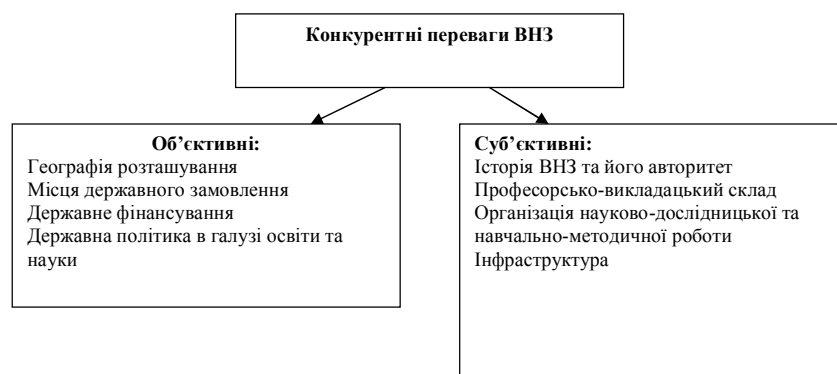 Конкурентні переваги ВНЗ
Об’єктивні:
Географія розташування
Місця державного замовлення
Державне фінансування
Державна політика в галузі освіти та
науки
Суб’єктивні:
Історія ВНЗ та його авторитет
Професорсько-викладацький склад
Організація науково-дослідницької та
навчально-методичної роботи
Інфраструктура